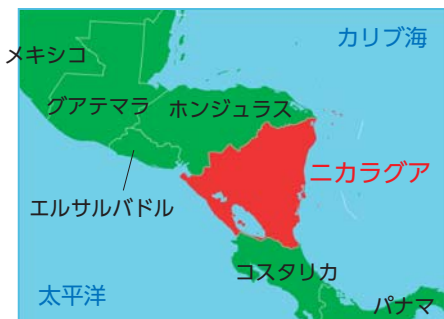 カリブ海
メキシコ
グアテマラ
ホンジュラス
ニカラグア
エルサルバドル
コスタリカ
太平洋
パナマ